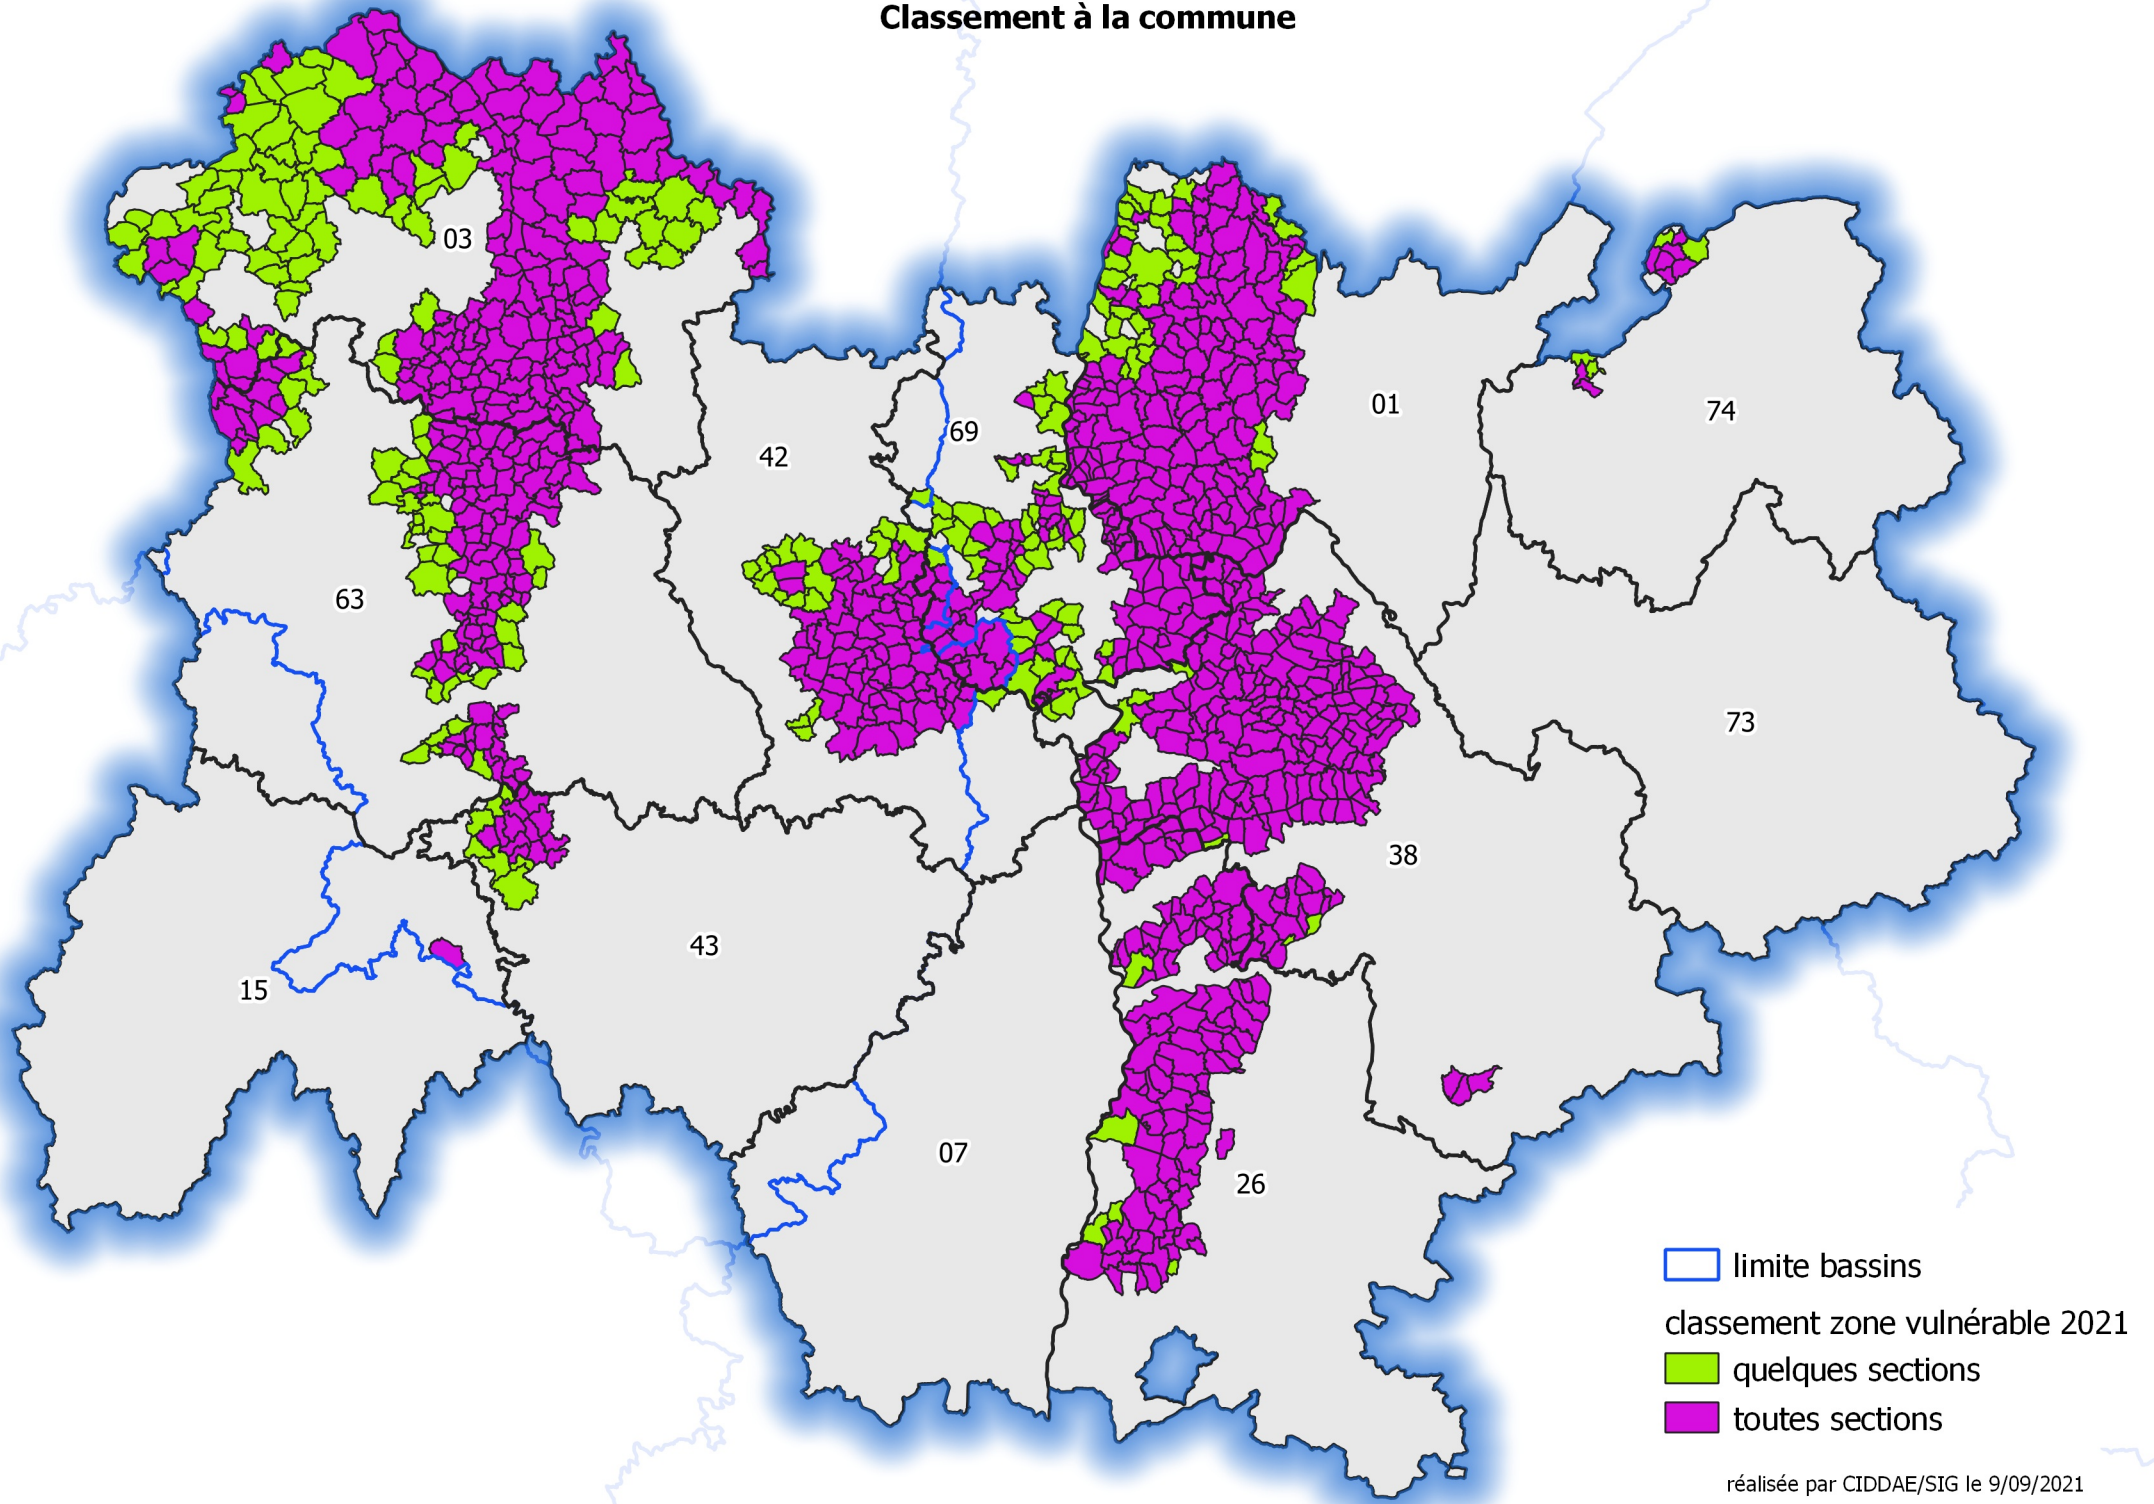 Classement à la commune
03
01
74
69
42
63
73
38
43
15
07
26
limite bassins
classement zone vulnérable 2021
quelques sections
toutes sections
réalisée par CIDDAE/SIG le 9/09/2021